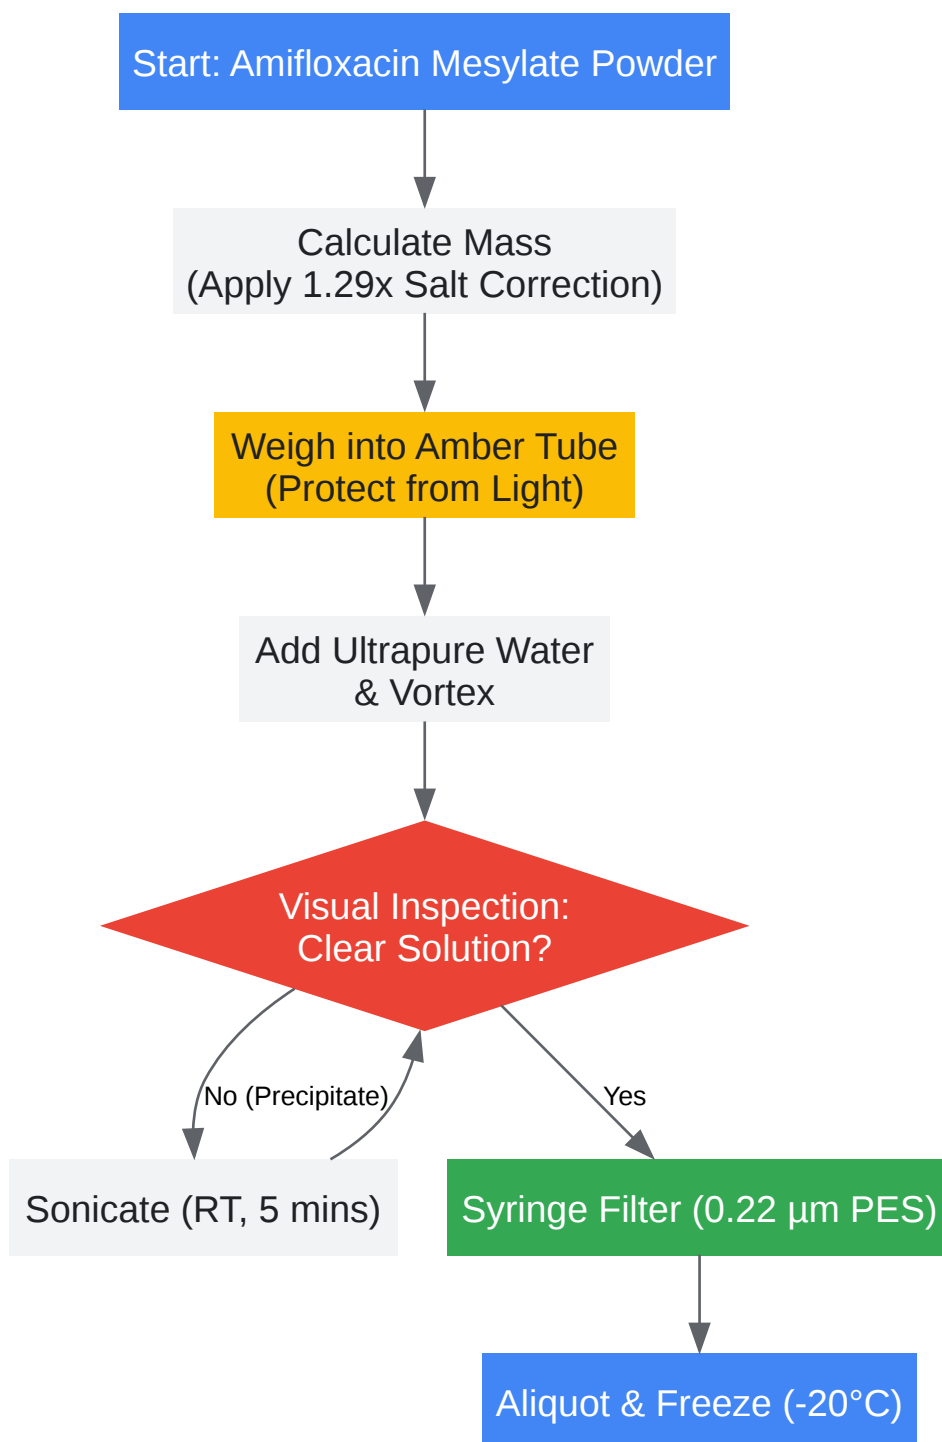 Start: Amifloxacin Mesylate Powder
Calculate Mass
(Apply 1.29x Salt Correction)
Weigh into Amber Tube
(Protect from Light)
Add Ultrapure Water
& Vortex
Visual Inspection:
Clear Solution?
No (Precipitate)
Yes
Sonicate (RT, 5 mins)
Syringe Filter (0.22 µm PES)
Aliquot & Freeze (-20°C)